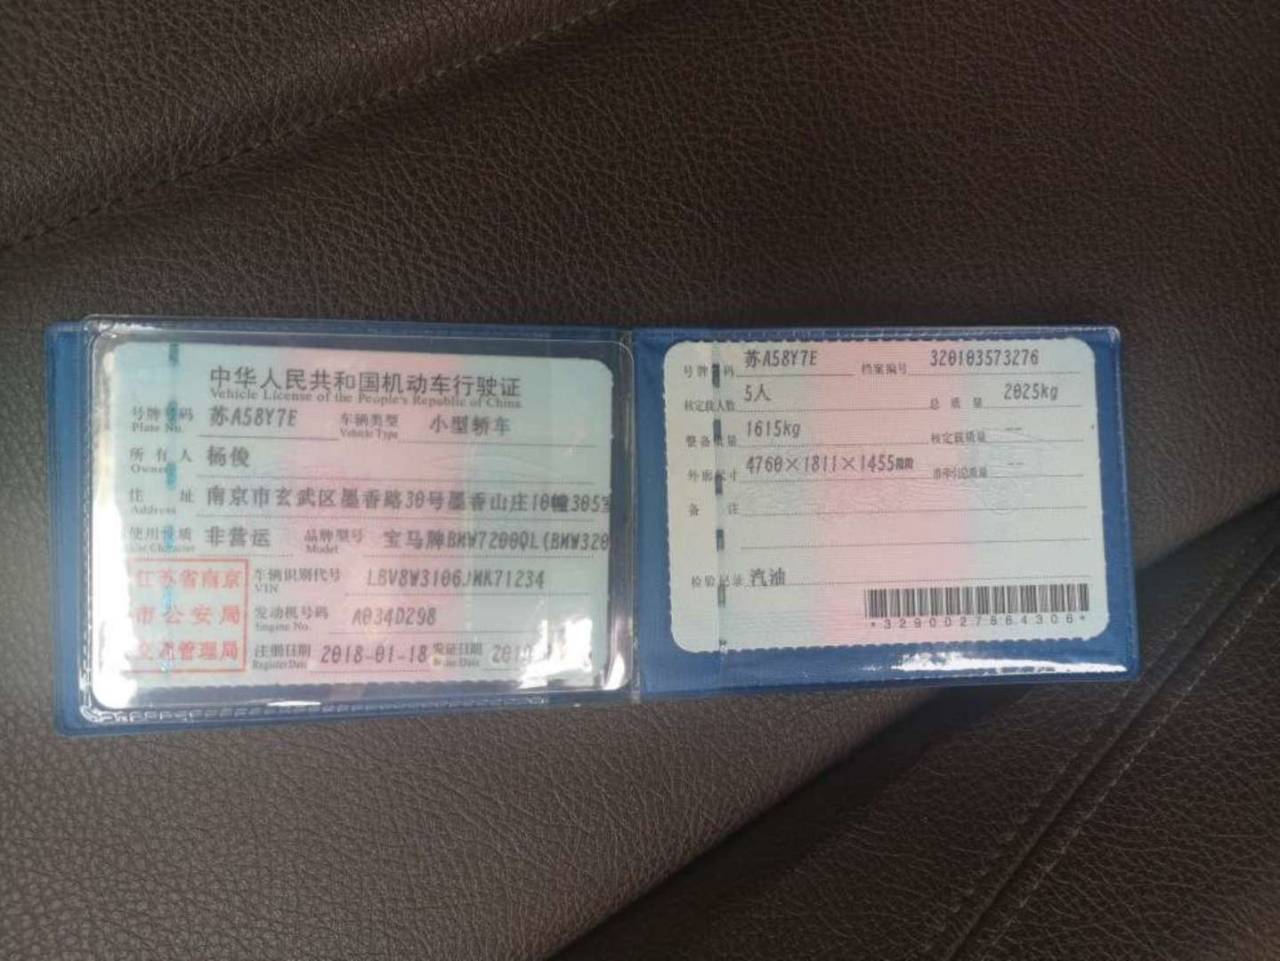 中华人民共和国机动车行驶证
Vehicle License of the People's Republic of China
号牌号码 苏A58Y7E 车辆类型 小型轿车
Plate No. Vehicle Type
所有人 杨俊
Owner
住址 南京市玄武区墨香路30号墨香山庄10幢305室
Address
使用性质 非营运 品牌型号 宝马牌BMW7200QL(BMW320
Use Character Model
江苏省南京
市公安局
交通管理局
车辆识别代号 LBV8W3106JMK71234
VIN
发动机号码 A034D298
Engine No.
注册日期 2018-01-18 发证日期
Register Date Issue Date
号牌号码 苏A58Y7E 档案编号 320103573276
核定载人数 5人 总质量 2025kg
整备质量 1615kg 核定载质量 --
外廓尺寸 4760×1811×1455mm 准牵引总质量 --
备注
检验记录 汽油
*3290027864306*